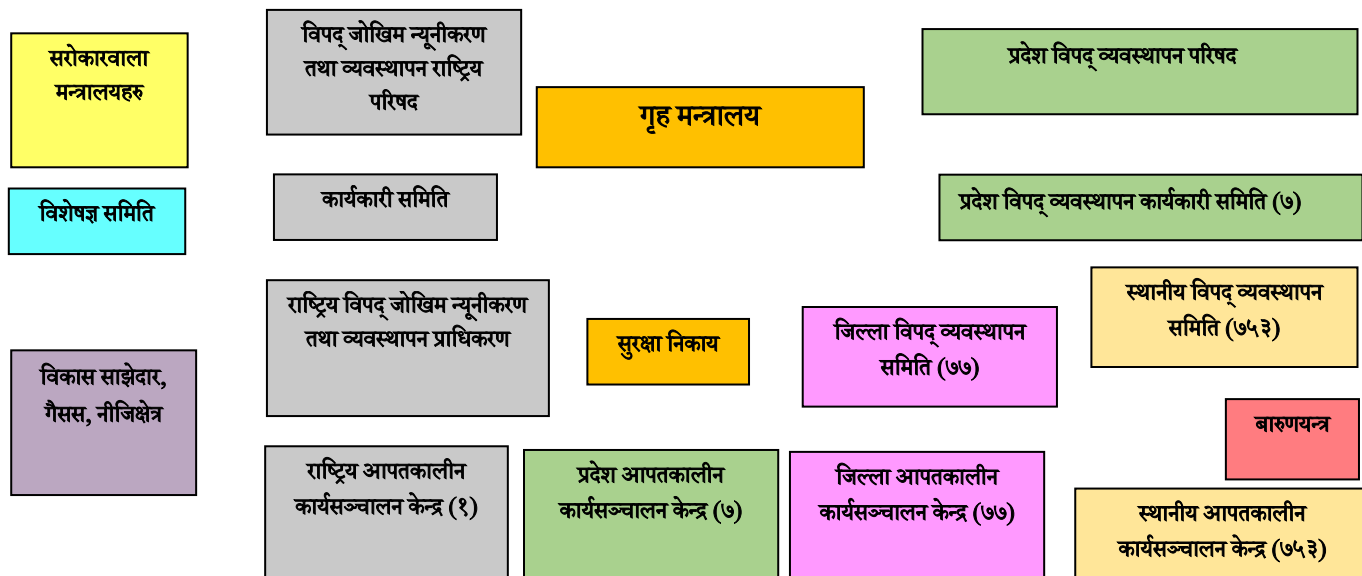 सरोकारवाला
मन्त्रालयहरु
विपद् जोखिम न्यूनीकरण
तथा व्यवस्थापन राष्ट्रिय
परिषद
गृह मन्त्रालय
प्रदेश विपद् व्यवस्थापन परिषद
विशेषज्ञ समिति
कार्यकारी समिति
प्रदेश विपद् व्यवस्थापन कार्यकारी समिति (७)
राष्ट्रिय विपद् जोखिम न्यूनीकरण
तथा व्यवस्थापन प्राधिकरण
सुरक्षा निकाय
जिल्ला विपद् व्यवस्थापन
समिति (७७)
स्थानीय विपद् व्यवस्थापन
समिति (७५३)
विकास साझेदार,
गैसस, नीजिक्षेत्र
बारुणयन्त्र
राष्ट्रिय आपतकालीन
कार्यसञ्चालन केन्द्र (१)
प्रदेश आपतकालीन
कार्यसञ्चालन केन्द्र (७)
जिल्ला आपतकालीन
कार्यसञ्चालन केन्द्र (७७)
स्थानीय आपतकालीन
कार्यसञ्चालन केन्द्र (७५३)